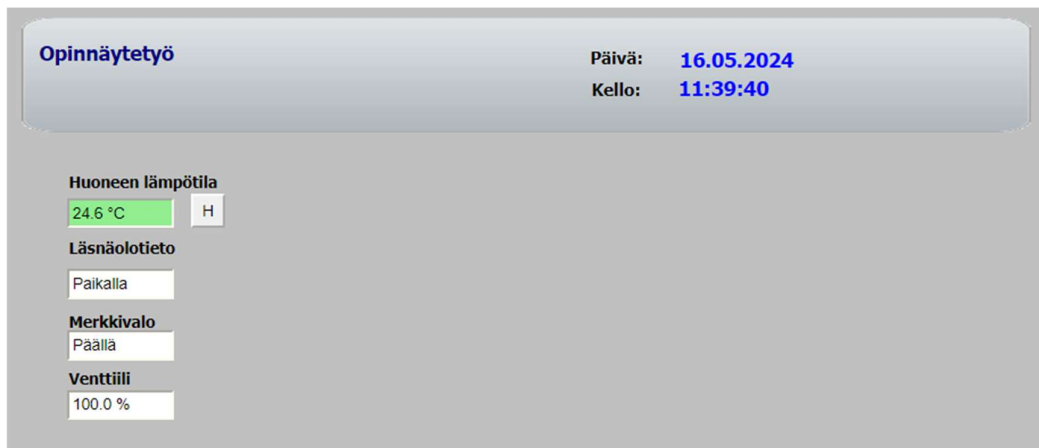 Opinnäytetyö
Päivä: 16.05.2024
Kello: 11:39:40
Huoneen lämpötila
24.6 °C H
Läsnäolotieto
Paikalla
Merkkivalo
Päällä
Venttiili
100.0 %